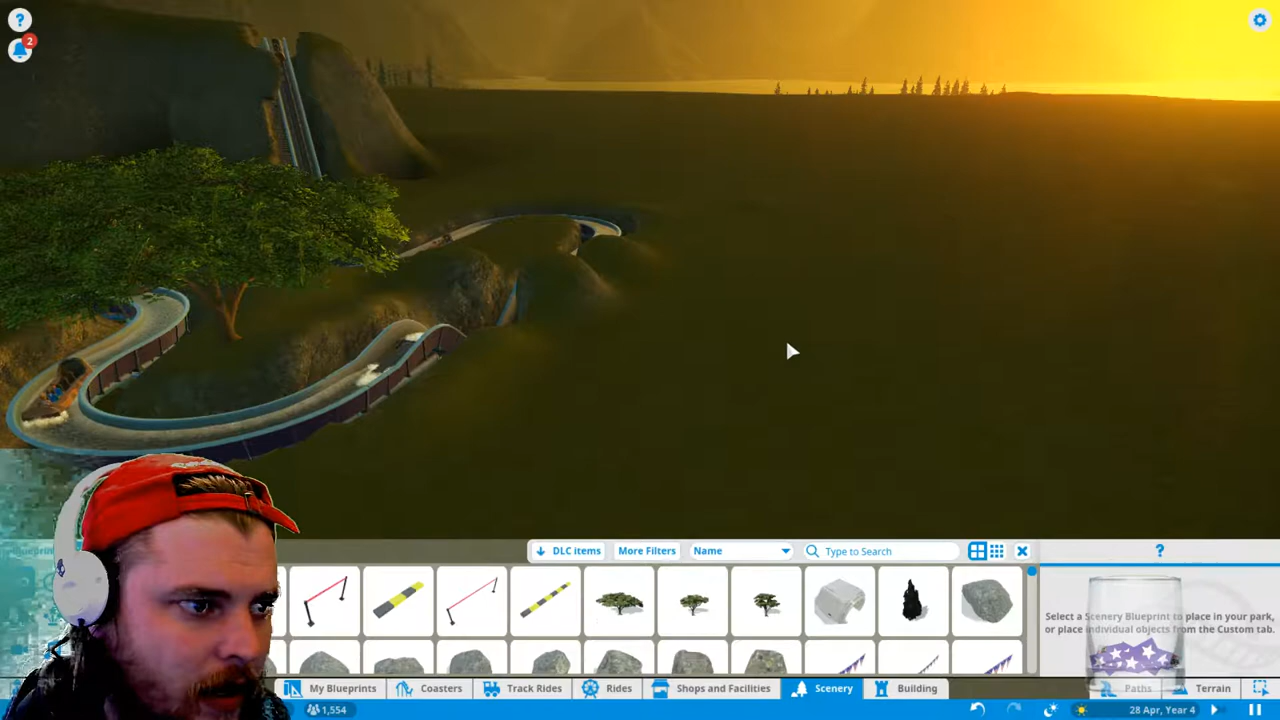 ?
2
DLC items
More Filters
Name
Type to Search
?
Select a Scenery Blueprint to place in your park,
or place individual objects from the Custom tab.
My Blueprints
Coasters
Track Rides
Rides
Shops and Facilities
Scenery
Building
Paths
Terrain
1,554
28 Apr, Year 4